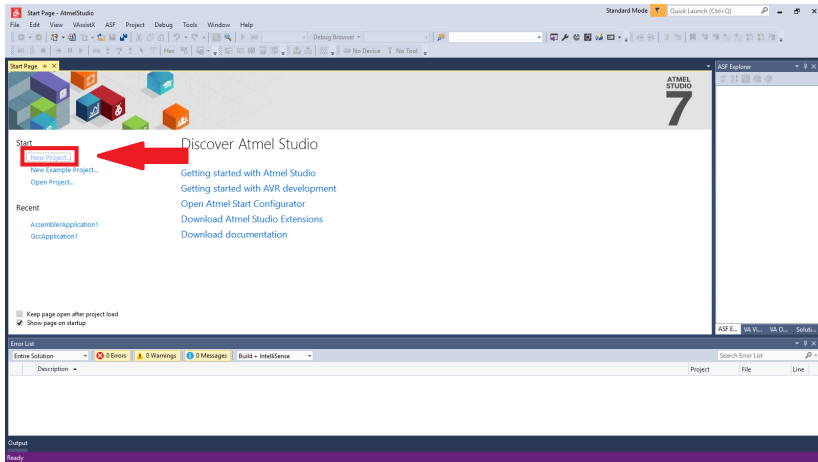 Start Page - AtmelStudio
Standard Mode
Quick Launch (Ctrl+Q)
File Edit View VAssistX ASF Project Debug Tools Window Help
Debug Browser
Hex
No Device
No Tool
Start Page
ASF Explorer
ATMEL
STUDIO
7
Start
New Project...
New Example Project...
Open Project...
Recent
AssemblerApplication1
GccApplication1
Discover Atmel Studio
Getting started with Atmel Studio
Getting started with AVR development
Open Atmel Start Configurator
Download Atmel Studio Extensions
Download documentation
Keep page open after project load
Show page on startup
ASF E... VA Vi... VA O... Soluti...
Error List
Entire Solution
0 Errors
0 Warnings
0 Messages
Build + IntelliSense
Search Error List
Description Project File Line
Output
Ready